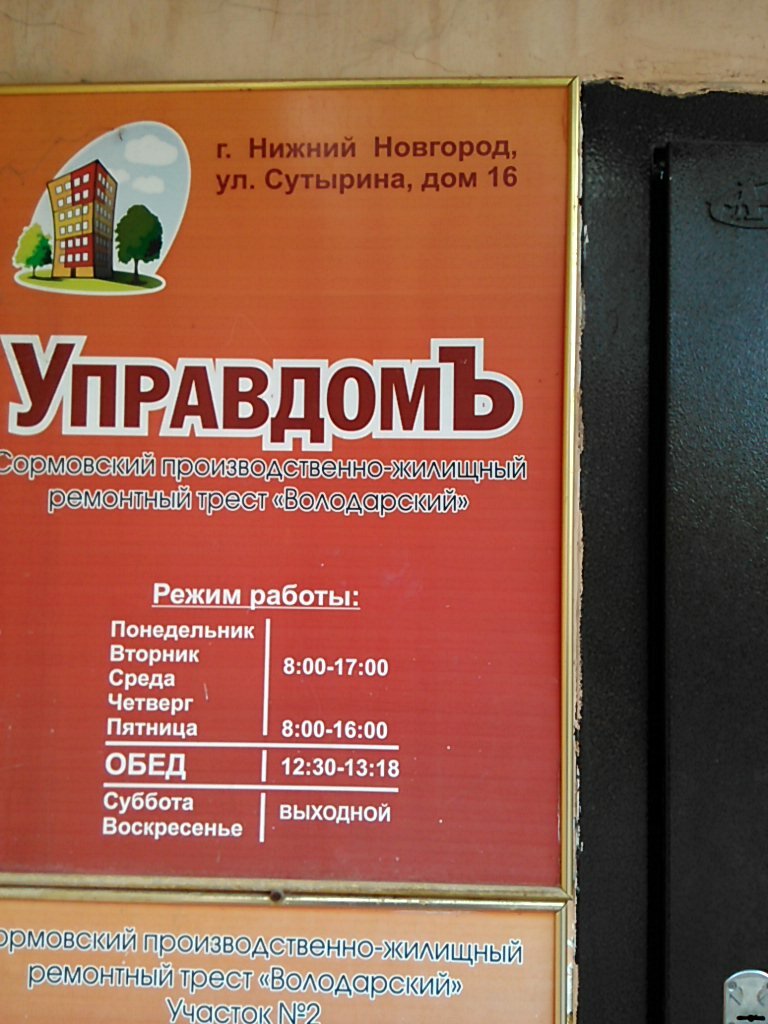 г. Нижний Новгород,
ул. Сутырина, дом 16
УПРАВДОМЪ
Сормовский производственно-жилищный
ремонтный трест «Володарский»
Режим работы:
Понедельник
Вторник
Среда
Четверг
8:00-17:00
Пятница 8:00-16:00
ОБЕД 12:30-13:18
Суббота
Воскресенье
выходной
ормовский производственно-жилищный
ремонтный трест «Володарский»
Участок №2